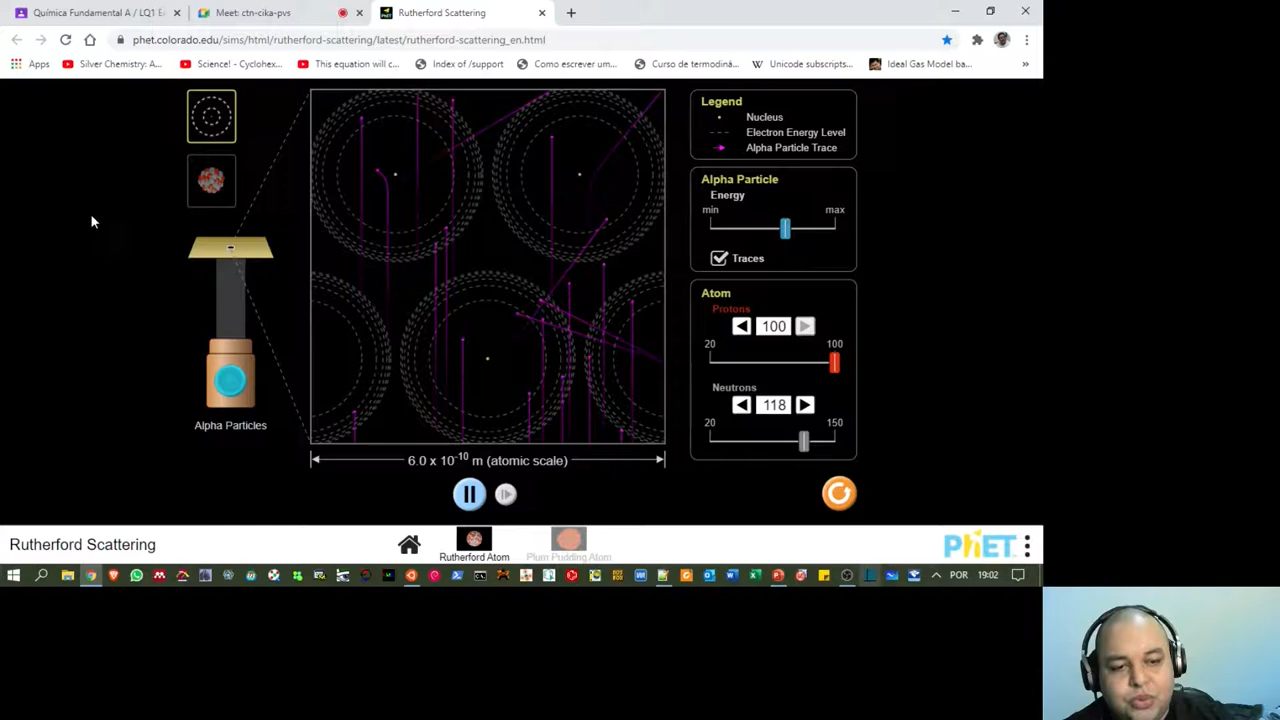 Química Fundamental A / LQ1 E
Meet: ctn-cika-pvs
Rutherford Scattering
phet.colorado.edu/sims/html/rutherford-scattering/latest/rutherford-scattering_en.html
Apps
Silver Chemistry: A...
Science! - Cyclohex...
This equation will c...
Index of /support
Como escrever um...
Curso de termodinâ...
Unicode subscripts...
Ideal Gas Model ba...
Legend
Nucleus
Electron Energy Level
Alpha Particle Trace
Alpha Particle
Energy
min
max
Traces
Atom
Protons
100
20
100
Neutrons
118
20
150
Alpha Particles
6.0 x 10⁻¹⁰ m (atomic scale)
Rutherford Scattering
Rutherford Atom
Plum Pudding Atom
PhET
POR
19:02